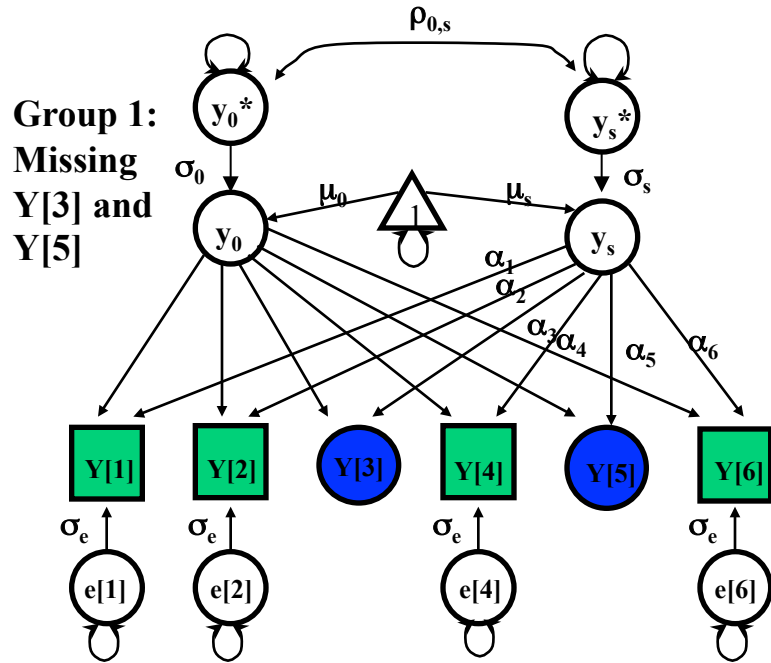 ρ0,s
y0*
ys*
Group 1:
Missing
Y[3] and
Y[5]
σ0
σs
μ0
1
μs
y0
ys
α1
α2
α3
α4
α5
α6
Y[1]
Y[2]
Y[3]
Y[4]
Y[5]
Y[6]
σe
σe
σe
σe
e[1]
e[2]
e[4]
e[6]